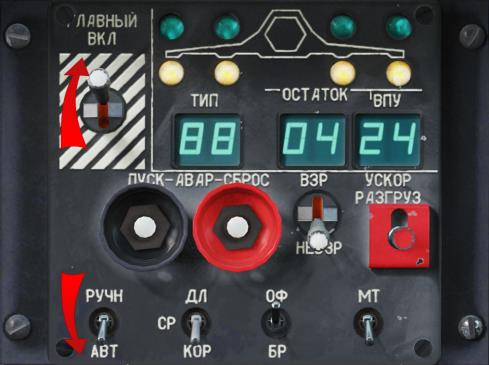 ГЛАВНЫЙ
ВКЛ
ТИП
ОСТАТОК
ВПУ
88
04
24
ПУСК-АВАР-СБРОС
ВЗР
УСКОР
РАЗГРУЗ
НЕВЗР
РУЧН
ДЛ
ОФ
МТ
СР
АВТ
КОР
БР